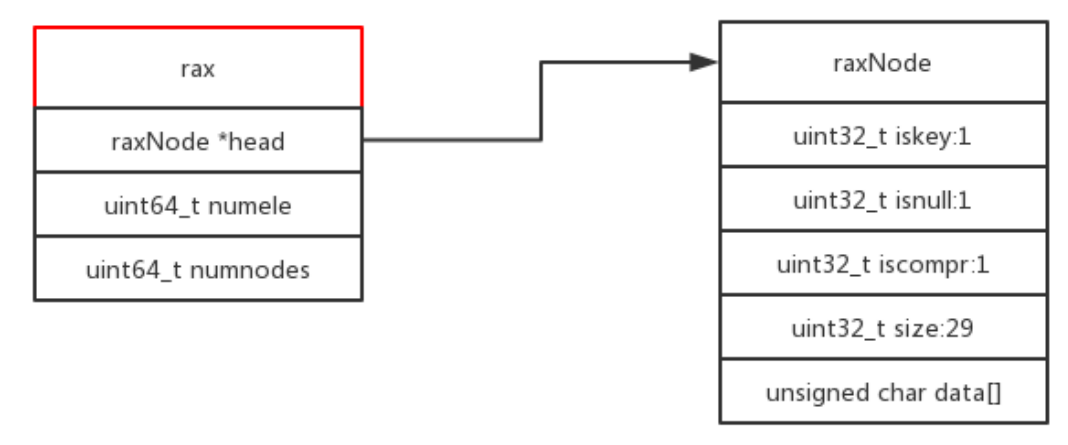 rax
raxNode *head
uint64_t numele
uint64_t numnodes
raxNode
uint32_t iskey:1
uint32_t isnull:1
uint32_t iscompr:1
uint32_t size:29
unsigned char data[]